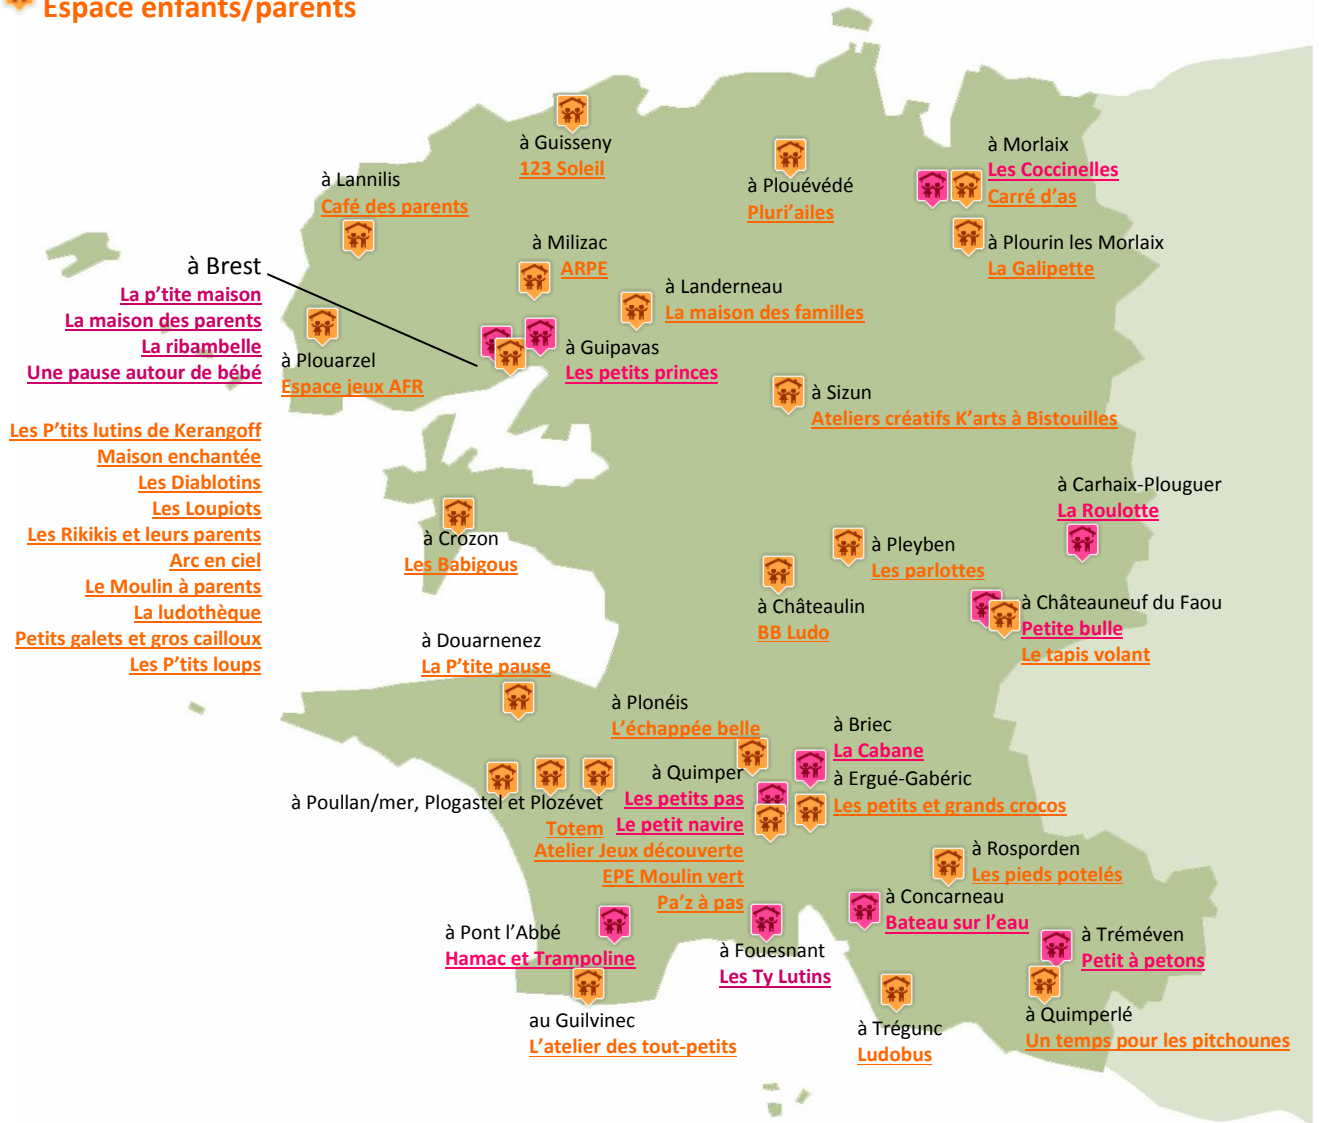 Espace enfants/parents
à Guisseny
123 Soleil
à Lannilis
Café des parents
à Plouévédé
Pluri’ailes
à Morlaix
Les Coccinelles
Carré d’as
à Plourin les Morlaix
La Galipette
à Milizac
ARPE
à Landerneau
La maison des familles
à Brest
La p’tite maison
La maison des parents
La ribambelle
Une pause autour de bébé
Les P’tits lutins de Kerangoff
Maison enchantée
Les Diablotins
Les Loupiots
Les Rikikis et leurs parents
Arc en ciel
Le Moulin à parents
La ludothèque
Petits galets et gros cailloux
Les P’tits loups
à Plouarzel
Espace jeux AFR
à Guipavas
Les petits princes
à Sizun
Ateliers créatifs K’arts à Bistouilles
à Carhaix-Plouguer
La Roulotte
à Crozon
Les Babigous
à Pleyben
Les parlottes
à Châteaulin
BB Ludo
à Châteauneuf du Faou
Petite bulle
Le tapis volant
à Douarnenez
La P’tite pause
à Plonéis
L’échappée belle
à Briec
La Cabane
à Ergué-Gabéric
Les petits et grands crocos
à Quimper
Les petits pas
Le petit navire
Atelier Jeux découverte
EPE Moulin vert
Pa’z à pas
à Poullan/mer, Plogastel et Plozévet
Totem
à Rosporden
Les pieds potelés
à Concarneau
Bateau sur l’eau
à Pont l’Abbé
Hamac et Trampoline
à Fouesnant
Les Ty Lutins
à Tréméven
Petit à petons
au Guilvinec
L’atelier des tout-petits
à Trégunc
Ludobus
à Quimperlé
Un temps pour les pitchounes